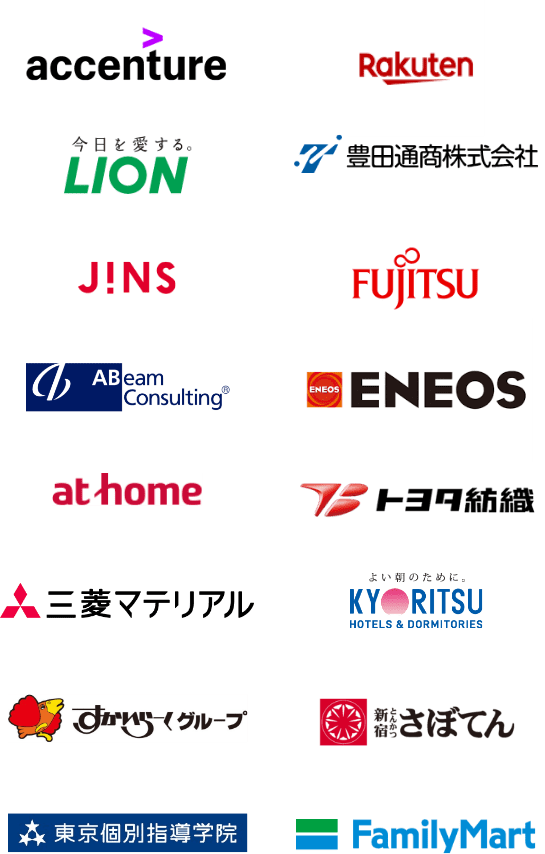 accenture
Rakuten
今日を愛する。
LION
豊田通商株式会社
J!NS
FUJITSU
ABeam
Consulting®
ENEOS
ENEOS
at home
トヨタ紡織
三菱マテリアル
よい朝のために。
KYORITSU
HOTELS & DORMITORIES
すかいらーくグループ
新宿
とんかつ
さぼてん
東京個別指導学院
FamilyMart